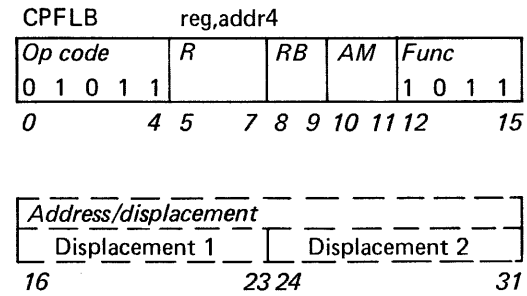 CPFLB reg,addr4
Op code R RB AM Func
0 1 0 1 1 1 0 1 1
0 4 5 7 8 9 10 11 12 15
Address/displacement
Displacement 1 Displacement 2
16 23 24 31